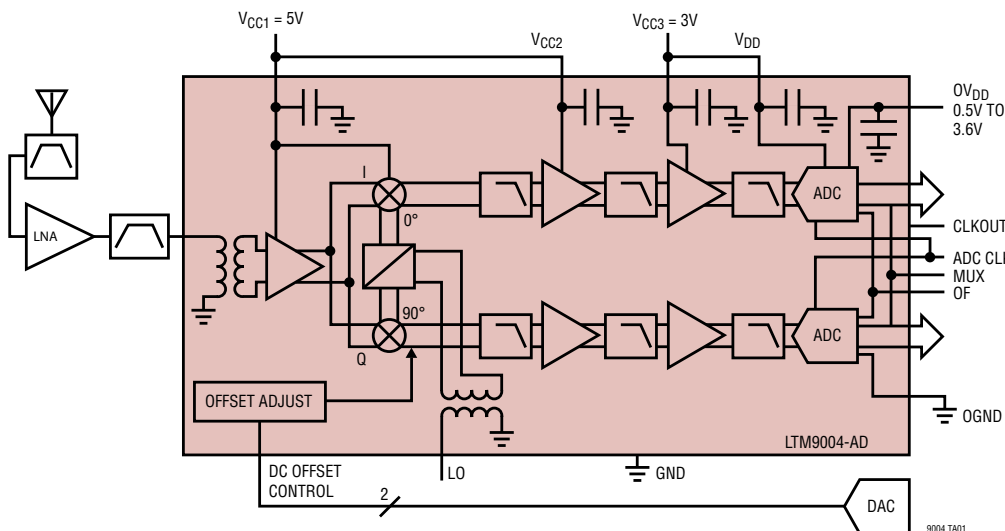 VCC1 = 5V
VCC2
VCC3 = 3V
VDD
OVDD
0.5V TO
3.6V
LNA
I
0°
90°
Q
ADC
ADC
CLKOUT
ADC CL
MUX
OF
OFFSET ADJUST
OGND
LTM9004-AD
DC OFFSET
CONTROL
2
LO
GND
DAC
9004 TA01